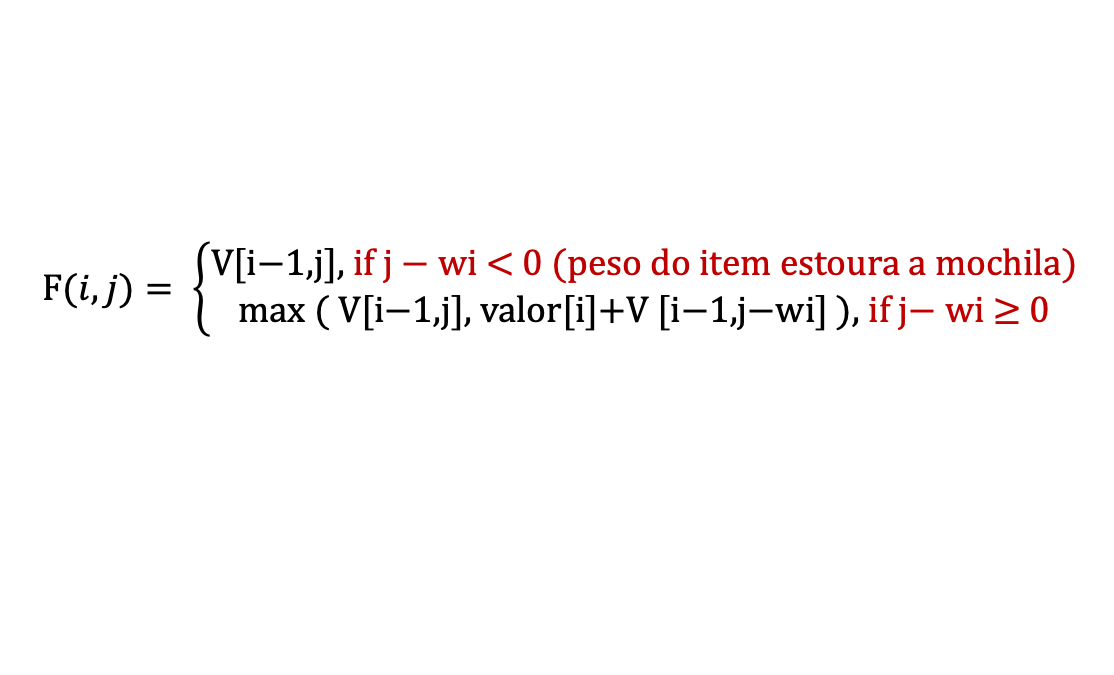 F(i, j) = { V[i−1,j], if j − wi < 0 (peso do item estoura a mochila)
max ( V[i−1,j], valor[i]+V [i−1,j−wi] ), if j− wi ≥ 0